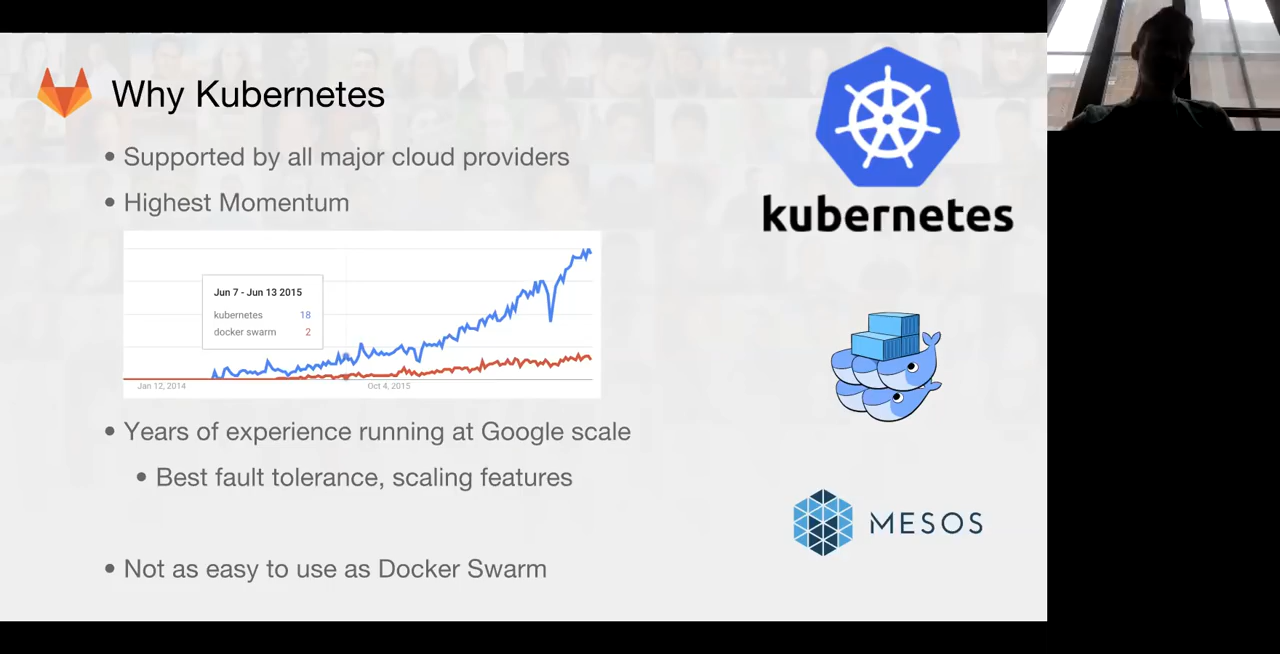 Why Kubernetes
• Supported by all major cloud providers
• Highest Momentum
Jun 7 - Jun 13 2015
kubernetes 18
docker swarm 2
Jan 12, 2014
Oct 4, 2015
• Years of experience running at Google scale
• Best fault tolerance, scaling features
• Not as easy to use as Docker Swarm
kubernetes
MESOS